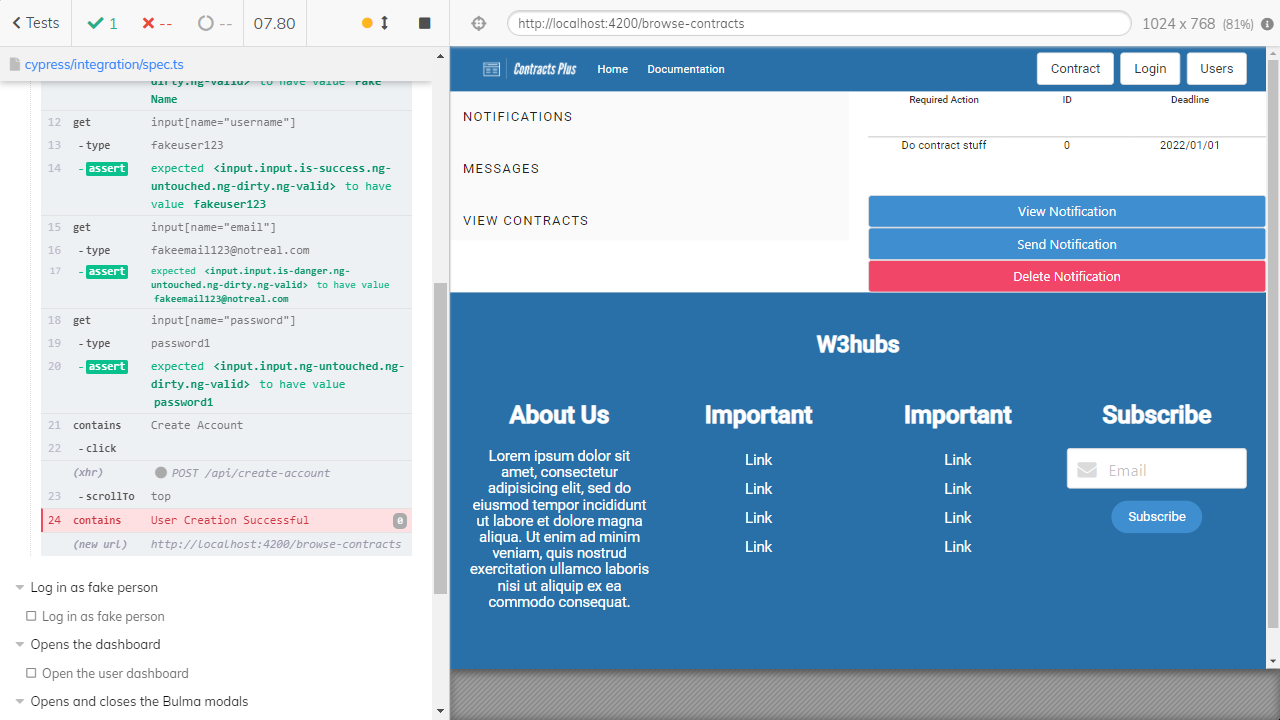 Tests
1
--
--
07.80
http://localhost:4200/browse-contracts
1024 x 768 (81%)
cypress/integration/spec.ts
dirty.ng-valid> to have value Fake
Name
12 get input[name="username"]
13 -type fakeuser123
14 -assert expected <input.input.is-success.ng-
untouched.ng-dirty.ng-valid> to have
value fakeuser123
15 get input[name="email"]
16 -type fakeemail123@notreal.com
17 -assert expected <input.input.is-danger.ng-
untouched.ng-dirty.ng-valid> to have value
fakeemail123@notreal.com
18 get input[name="password"]
19 -type password1
20 -assert expected <input.input.ng-untouched.ng-
dirty.ng-valid> to have value
password1
21 contains Create Account
22 -click
(xhr) POST /api/create-account
23 -scrollTo top
24 contains User Creation Successful 0
(new url) http://localhost:4200/browse-contracts
Log in as fake person
Log in as fake person
Opens the dashboard
Open the user dashboard
Opens and closes the Bulma modals
Contracts Plus
Home
Documentation
Contract
Login
Users
NOTIFICATIONS
MESSAGES
VIEW CONTRACTS
Required Action ID Deadline
Do contract stuff 0 2022/01/01
View Notification
Send Notification
Delete Notification
W3hubs
About Us
Lorem ipsum dolor sit
amet, consectetur
adipisicing elit, sed do
eiusmod tempor incididunt
ut labore et dolore magna
aliqua. Ut enim ad minim
veniam, quis nostrud
exercitation ullamco laboris
nisi ut aliquip ex ea
commodo consequat.
Important
Link
Link
Link
Link
Important
Link
Link
Link
Link
Subscribe
Email
Subscribe